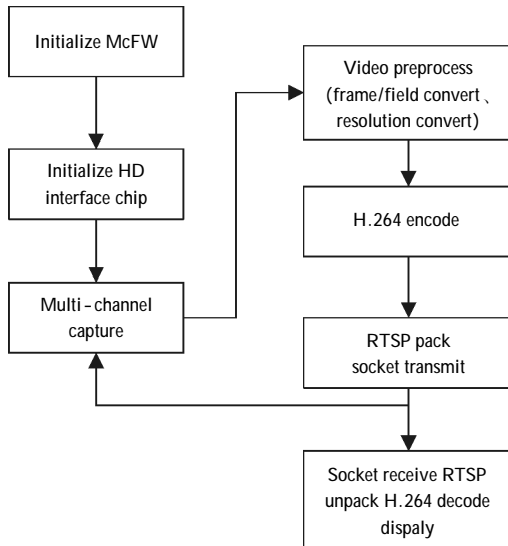 Initialize McFW
Initialize HD
interface chip
Multi-channel
capture
Video preprocess
(frame/field convert、
resolution convert)
H.264 encode
RTSP pack
socket transmit
Socket receive RTSP
unpack H.264 decode
dispaly